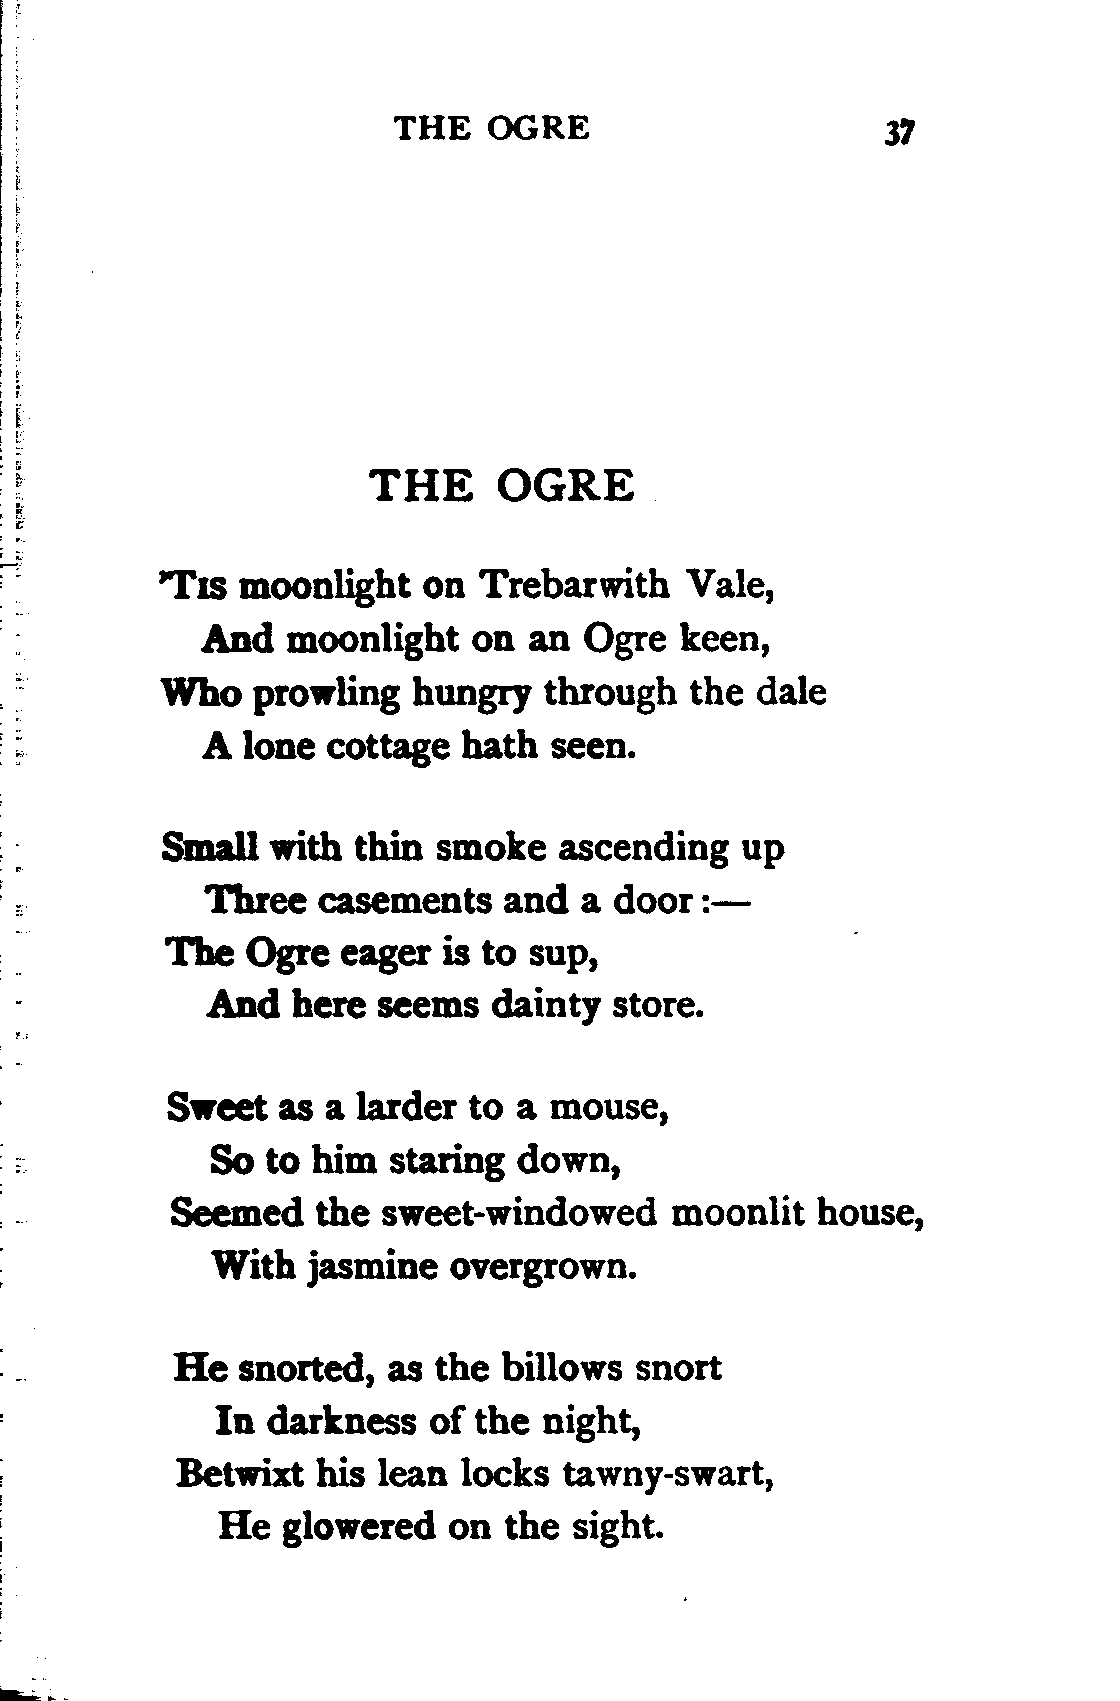 THE OGRE 37
THE OGRE
'TIS moonlight on Trebarwith Vale,
And moonlight on an Ogre keen,
Who prowling hungry through the dale
A lone cottage hath seen.
Small with thin smoke ascending up
Three casements and a door:—
The Ogre eager is to sup,
And here seems dainty store.
Sweet as a larder to a mouse,
So to him staring down,
Seemed the sweet-windowed moonlit house,
With jasmine overgrown.
He snorted, as the billows snort
In darkness of the night,
Betwixt his lean locks tawny-swart,
He glowered on the sight.